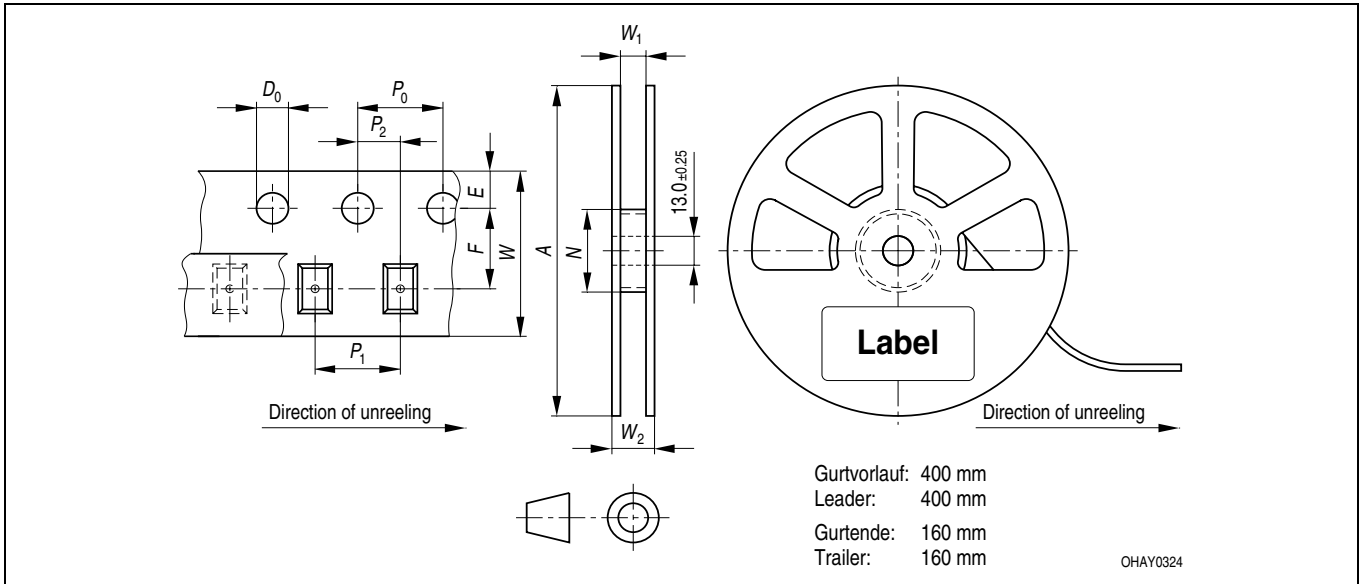 W₁
D₀
P₀
P₂
E
F
W
A
N
13.0±0.25
P₁
W₂
Label
Direction of unreeling
Direction of unreeling
Gurtvorlauf: 400 mm
Leader: 400 mm
Gurtende: 160 mm
Trailer: 160 mm
OHAY0324